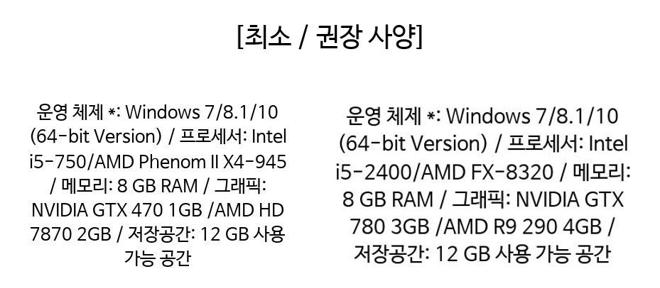 [최소 / 권장 사양]
운영 체제 *: Windows 7/8.1/10
(64-bit Version) / 프로세서: Intel
i5-750/AMD Phenom II X4-945
/ 메모리: 8 GB RAM / 그래픽:
NVIDIA GTX 470 1GB /AMD HD
7870 2GB / 저장공간: 12 GB 사용
가능 공간
운영 체제 *: Windows 7/8.1/10
(64-bit Version) / 프로세서: Intel
i5-2400/AMD FX-8320 / 메모리:
8 GB RAM / 그래픽: NVIDIA GTX
780 3GB /AMD R9 290 4GB /
저장공간: 12 GB 사용 가능 공간